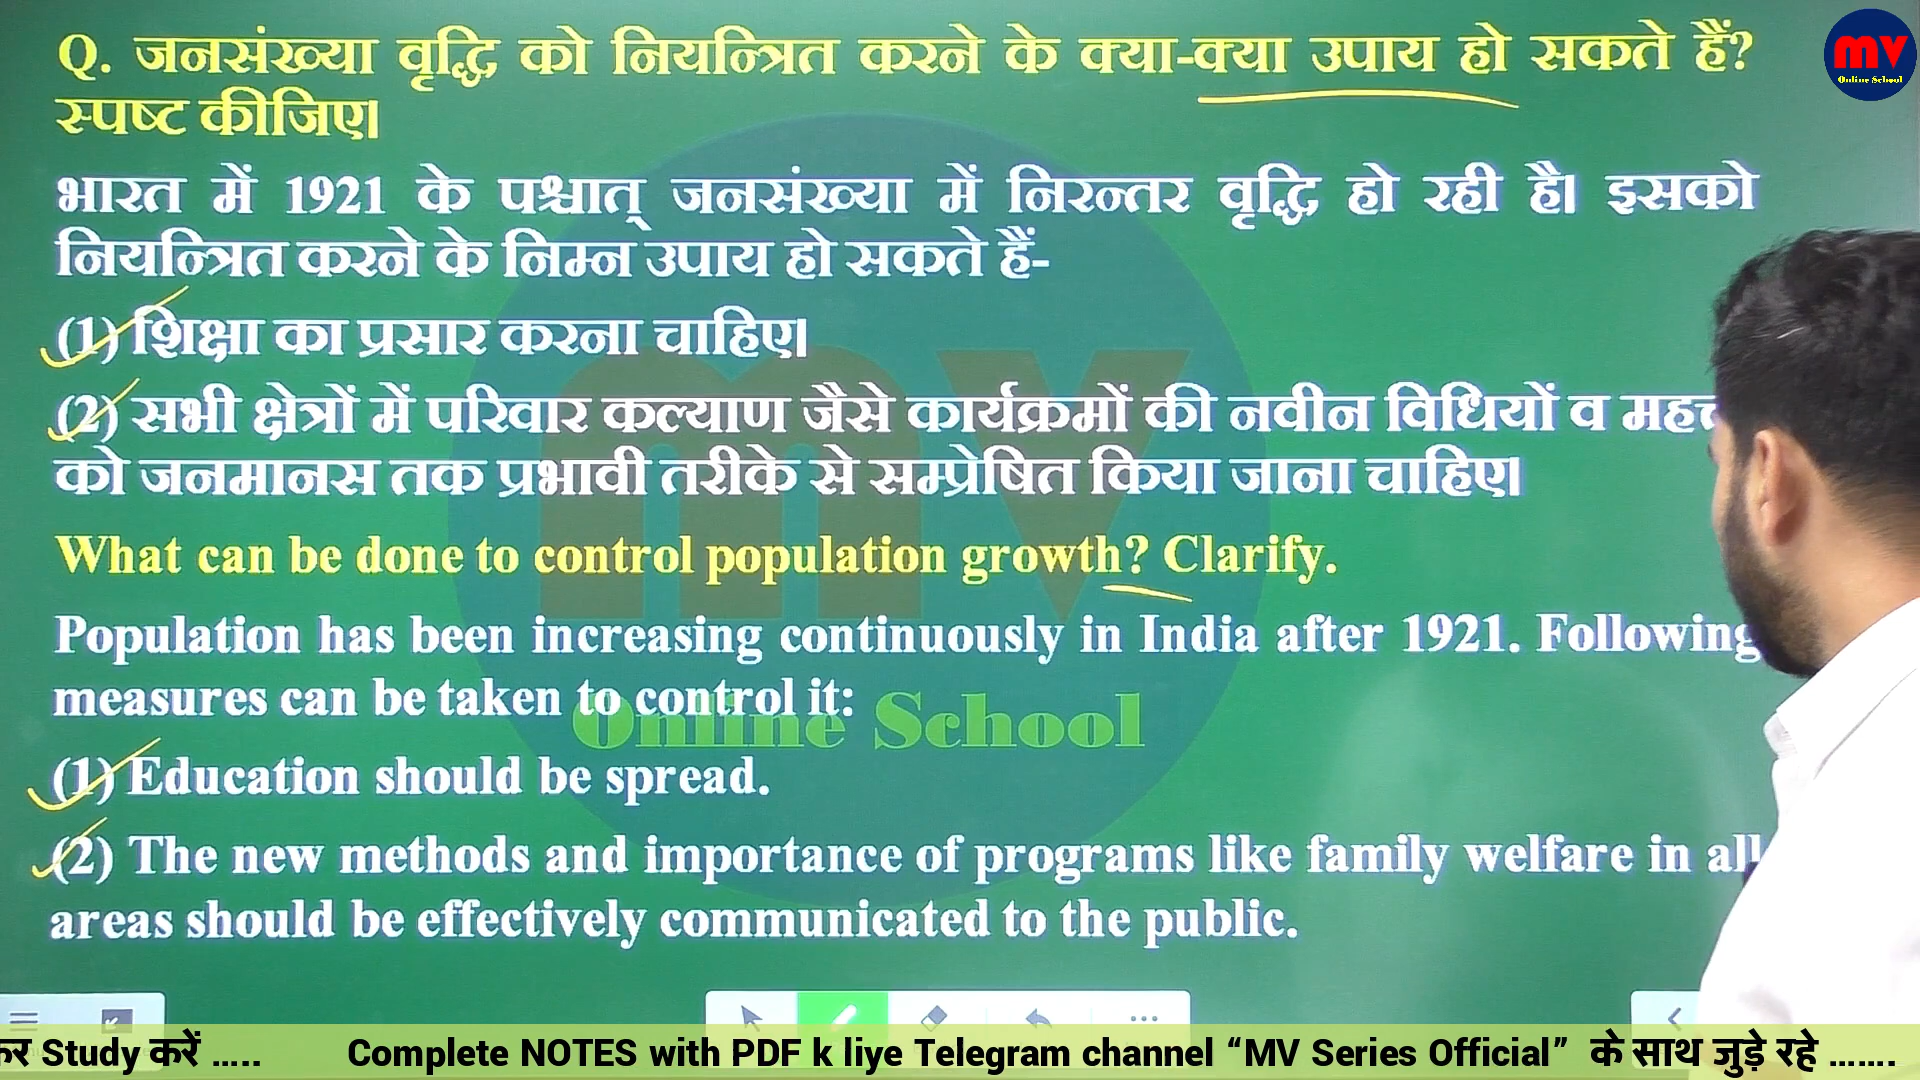 Q. जनसंख्या वृद्धि को नियन्त्रित करने के क्या-क्या उपाय हो सकते हैं?
स्पष्ट कीजिए।
भारत में 1921 के पश्चात् जनसंख्या में निरन्तर वृद्धि हो रही है। इसको
नियन्त्रित करने के निम्न उपाय हो सकते हैं-
(1) शिक्षा का प्रसार करना चाहिए।
(2) सभी क्षेत्रों में परिवार कल्याण जैसे कार्यक्रमों की नवीन विधियों व
को जनमानस तक प्रभावी तरीके से सम्प्रेषित किया जाना चाहिए।
What can be done to control population growth? Clarify.
Population has been increasing continuously in India after 1921. Following
measures can be taken to control it:
(1) Education should be spread.
(2) The new methods and importance of programs like family welfare in all
areas should be effectively communicated to the public.
mv
Online School
mv
Online School
Study करें ..... Complete NOTES with PDF k liye Telegram channel “MV Series Official” के साथ जुड़े रहे .......